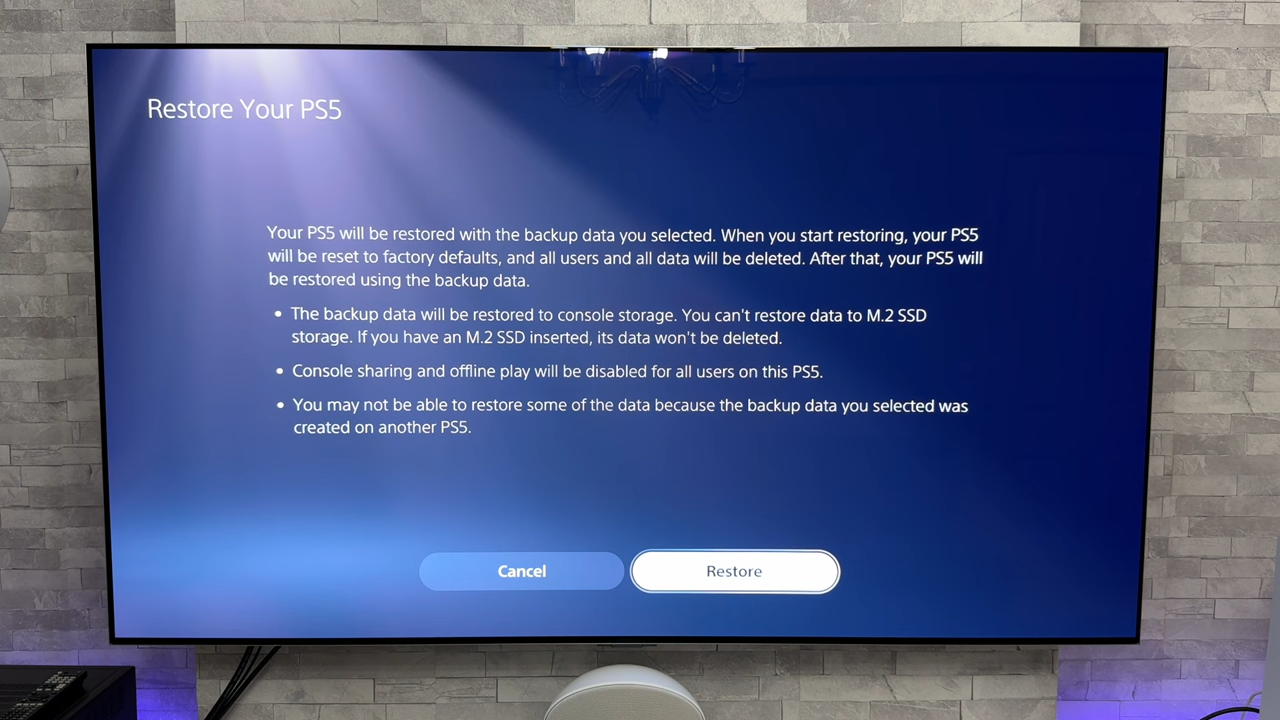 Restore Your PS5
Your PS5 will be restored with the backup data you selected. When you start restoring, your PS5
will be reset to factory defaults, and all users and all data will be deleted. After that, your PS5 will
be restored using the backup data.
• The backup data will be restored to console storage. You can't restore data to M.2 SSD
storage. If you have an M.2 SSD inserted, its data won't be deleted.
• Console sharing and offline play will be disabled for all users on this PS5.
• You may not be able to restore some of the data because the backup data you selected was
created on another PS5.
Cancel Restore